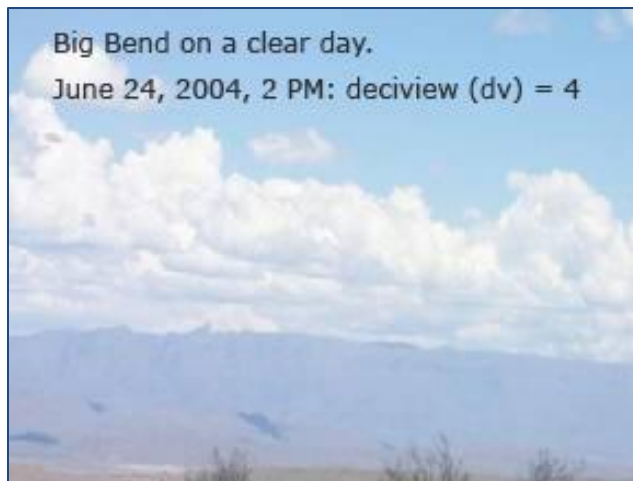 Big Bend on a clear day.
June 24, 2004, 2 PM: deciview (dv) = 4